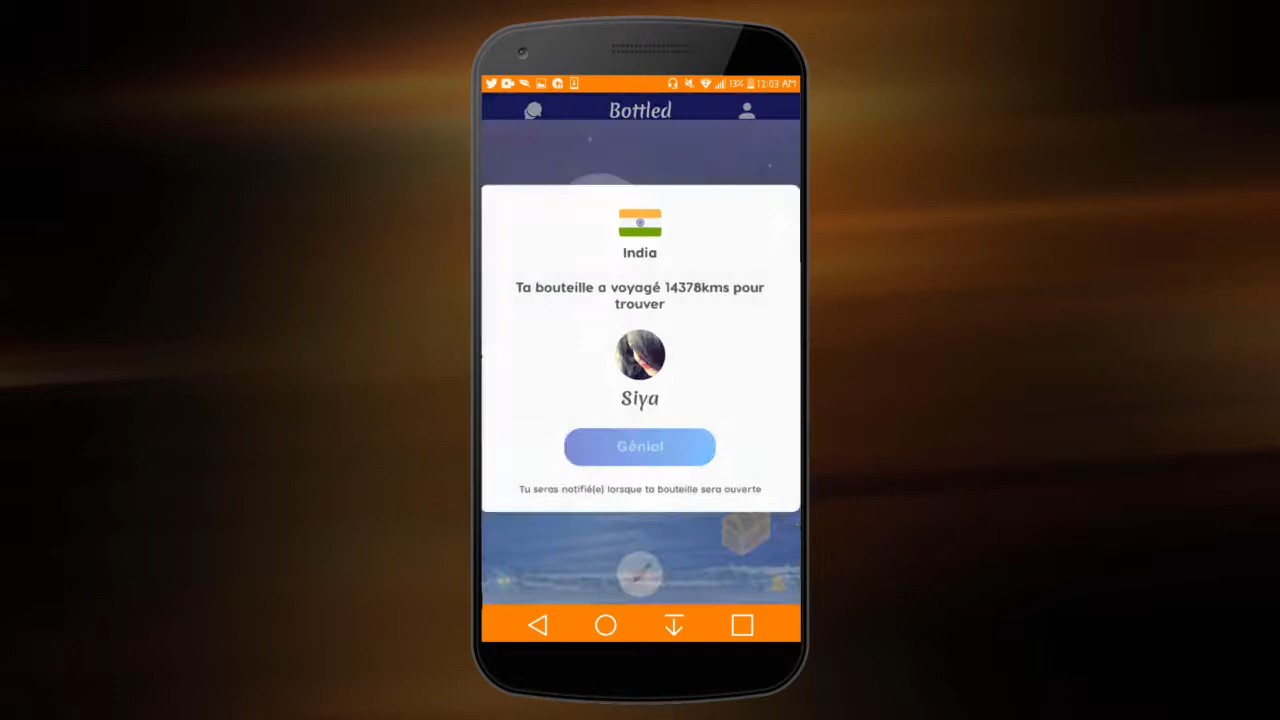 13% 12:03 AM
Bottled
India
Ta bouteille a voyagé 14378kms pour
trouver
Siya
Génial
Tu seras notifié(e) lorsque ta bouteille sera ouverte